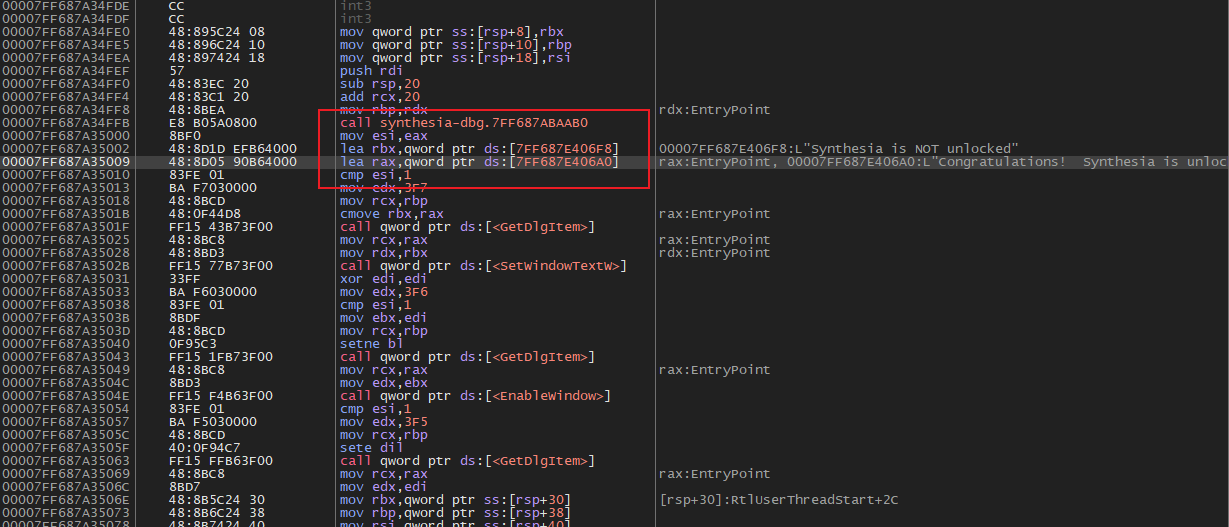 00007FF687A34FDE CC int3
00007FF687A34FDF CC int3
00007FF687A34FE0 48:895C24 08 mov qword ptr ss:[rsp+8],rbx
00007FF687A34FE5 48:896C24 10 mov qword ptr ss:[rsp+10],rbp
00007FF687A34FEA 48:897424 18 mov qword ptr ss:[rsp+18],rsi
00007FF687A34FEF 57 push rdi
00007FF687A34FF0 48:83EC 20 sub rsp,20
00007FF687A34FF4 48:83C1 20 add rcx,20
00007FF687A34FF8 48:8BEA mov rbp,rdx rdx:EntryPoint
00007FF687A34FFB E8 B05A0800 call synthesia-dbg.7FF687ABAAB0
00007FF687A35000 8BF0 mov esi,eax
00007FF687A35002 48:8D1D EFB64000 lea rbx,qword ptr ds:[7FF687E406F8] 00007FF687E406F8:L"Synthesia is NOT unlocked"
00007FF687A35009 48:8D05 90B64000 lea rax,qword ptr ds:[7FF687E406A0] rax:EntryPoint, 00007FF687E406A0:L"Congratulations!  Synthesia is unloc
00007FF687A35010 83FE 01 cmp esi,1
00007FF687A35013 BA F7030000 mov edx,3F7
00007FF687A35018 48:8BCD mov rcx,rbp
00007FF687A3501B 48:0F44D8 cmove rbx,rax rax:EntryPoint
00007FF687A3501F FF15 43B73F00 call qword ptr ds:[<GetDlgItem>]
00007FF687A35025 48:8BC8 mov rcx,rax rax:EntryPoint
00007FF687A35028 48:8BD3 mov rdx,rbx rdx:EntryPoint
00007FF687A3502B FF15 77B73F00 call qword ptr ds:[<SetWindowTextW>]
00007FF687A35031 33FF xor edi,edi
00007FF687A35033 BA F6030000 mov edx,3F6
00007FF687A35038 83FE 01 cmp esi,1
00007FF687A3503B 8BDF mov ebx,edi
00007FF687A3503D 48:8BCD mov rcx,rbp
00007FF687A35040 0F95C3 setne bl
00007FF687A35043 FF15 1FB73F00 call qword ptr ds:[<GetDlgItem>]
00007FF687A35049 48:8BC8 mov rcx,rax rax:EntryPoint
00007FF687A3504C 8BD3 mov edx,ebx
00007FF687A3504E FF15 F4B63F00 call qword ptr ds:[<EnableWindow>]
00007FF687A35054 83FE 01 cmp esi,1
00007FF687A35057 BA F5030000 mov edx,3F5
00007FF687A3505C 48:8BCD mov rcx,rbp
00007FF687A3505F 40:0F94C7 sete dil
00007FF687A35063 FF15 FFB63F00 call qword ptr ds:[<GetDlgItem>]
00007FF687A35069 48:8BC8 mov rcx,rax rax:EntryPoint
00007FF687A3506C 8BD7 mov edx,edi
00007FF687A3506E 48:8B5C24 30 mov rbx,qword ptr ss:[rsp+30] [rsp+30]:RtlUserThreadStart+2C
00007FF687A35073 48:8B6C24 38 mov rbp,qword ptr ss:[rsp+38]
00007FF687A35078 48:8B7424 40 mov rsi,qword ptr ss:[rsp+40]